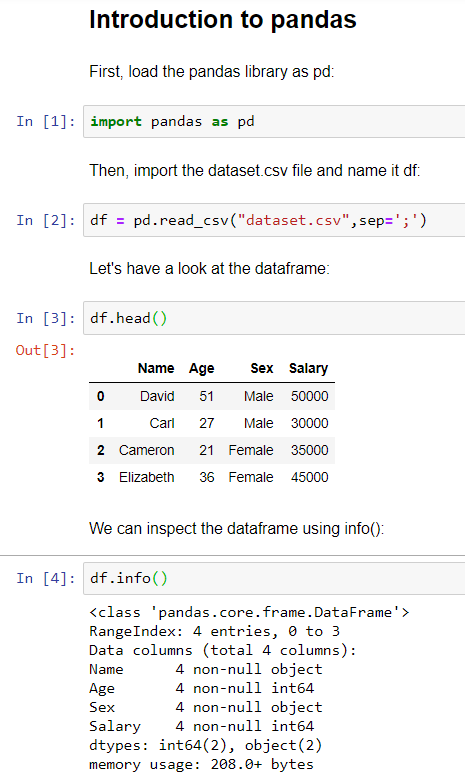 Introduction to pandas
First, load the pandas library as pd:
In [1]: import pandas as pd
Then, import the dataset.csv file and name it df:
In [2]: df = pd.read_csv("dataset.csv",sep=';')
Let's have a look at the dataframe:
In [3]: df.head()
Out[3]:
Name Age Sex Salary
0 David 51 Male 50000
1 Carl 27 Male 30000
2 Cameron 21 Female 35000
3 Elizabeth 36 Female 45000
We can inspect the dataframe using info():
In [4]: df.info()
<class 'pandas.core.frame.DataFrame'>
RangeIndex: 4 entries, 0 to 3
Data columns (total 4 columns):
Name 4 non-null object
Age 4 non-null int64
Sex 4 non-null object
Salary 4 non-null int64
dtypes: int64(2), object(2)
memory usage: 208.0+ bytes